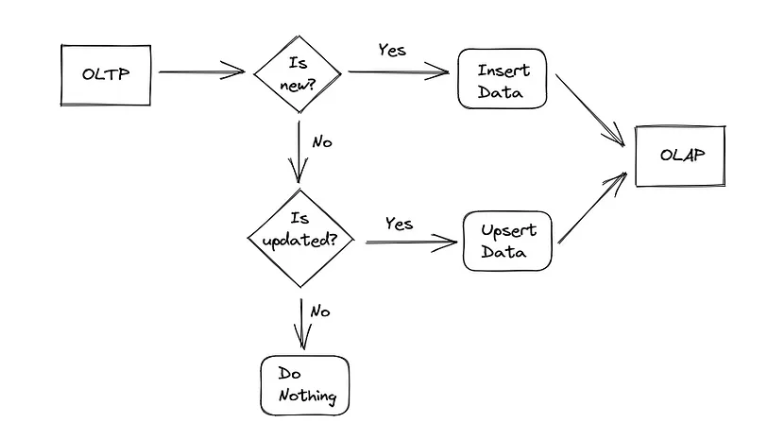 OLTP
Is
new?
Yes
Insert
Data
No
OLAP
Is
updated?
Yes
Upsert
Data
No
Do
Nothing